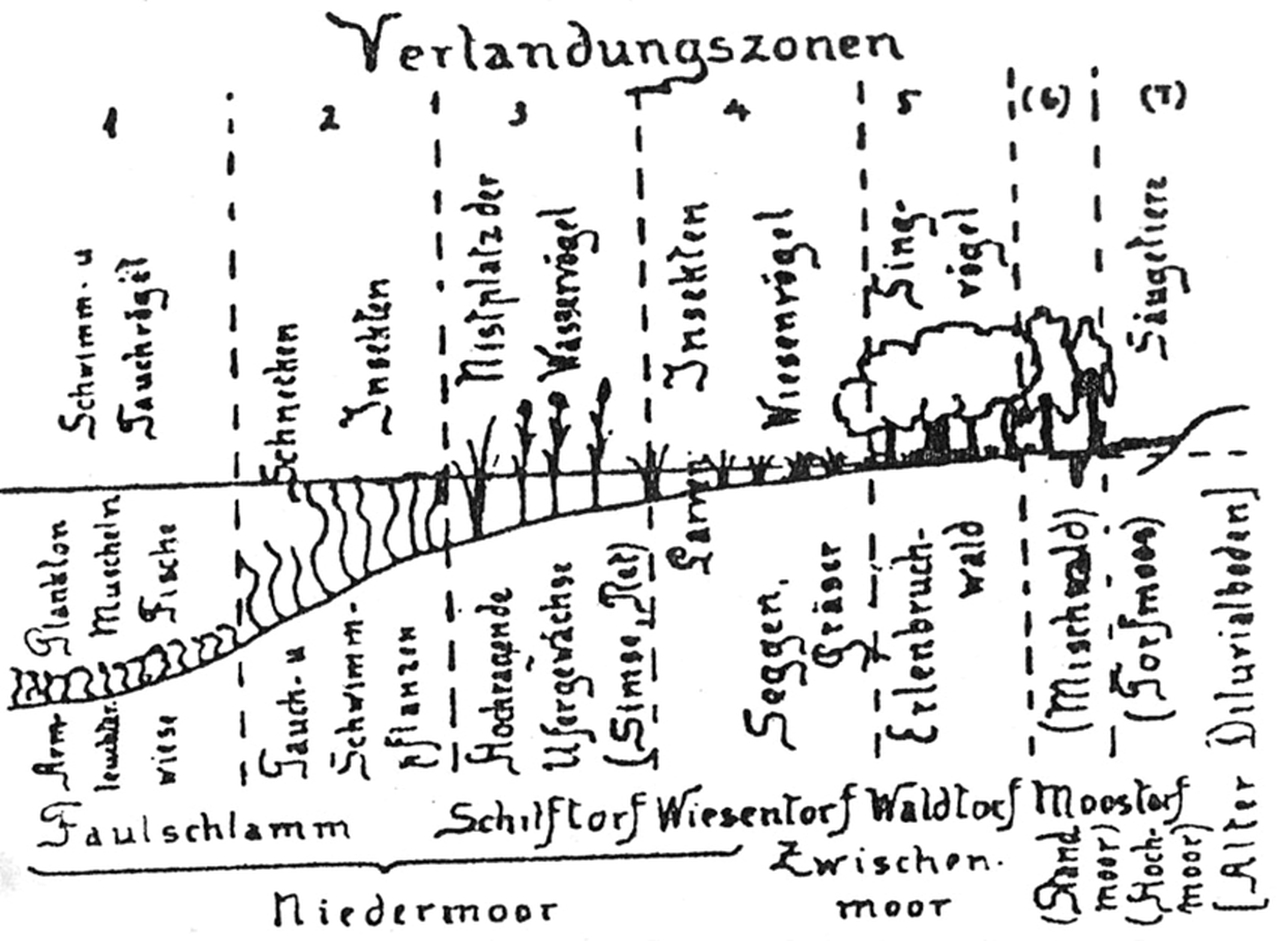 Verlandungszonen
1
2
3
4
5
(6)
(7)
Schwimm- u
Tauchvögel
Schnecken
Insekten
Nistplatz der
Wasservögel
Insekten
Wiesenvögel
Sing-
vögel
Säugetiere
Plankton
Muscheln
Fische
Larven
Arm
leuchter
wiese
Tauch- u
Schwimm-
pflanzen
Hochragende
Ufergewächse
(Simse, Ret)
Seggen,
Gräser
Erlenbruch-
wald
(Mischwald)
(Torfmoos)
[Alter Diluvialboden]
Faulschlamm
Schilftorf
Wiesentorf
Waldtorf
Moostorf
Niedermoor
Zwischen-
moor
(Stand
moor)
(Hoch-
moor)